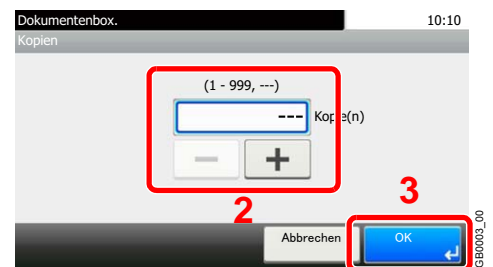 Dokumentenbox. 10:10
Kopien
(1 - 999, ---)
--- Kopie(n)
− +
2
3
Abbrechen OK
GB0003_00